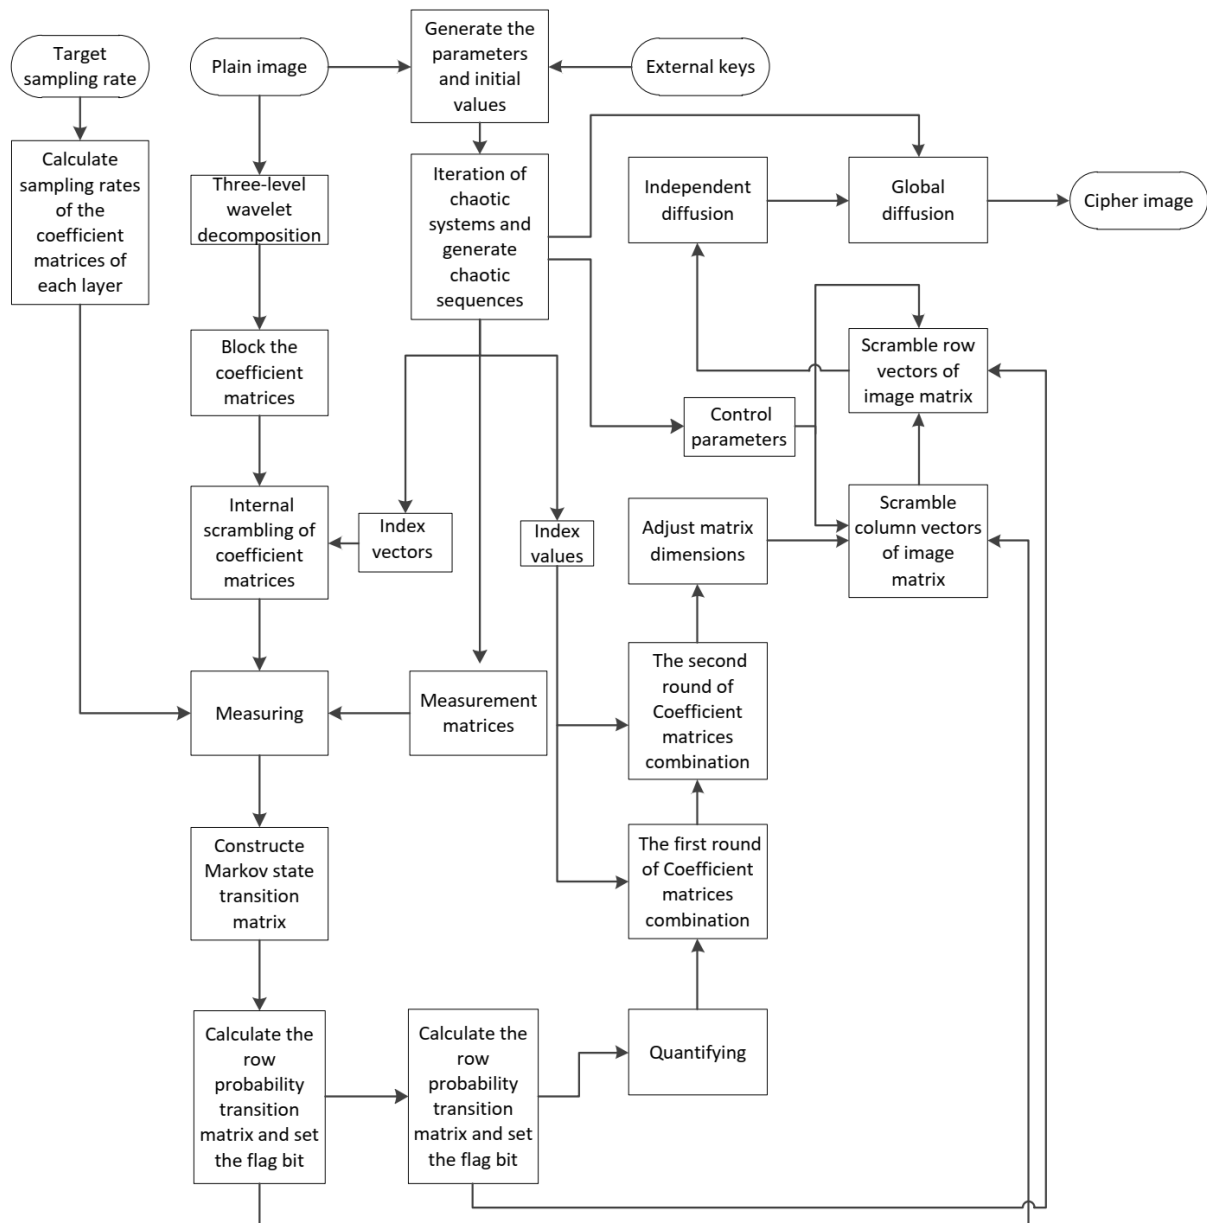 Target
sampling rate
Plain image
Generate the
parameters
and initial
values
External keys
Calculate
sampling rates
of the
coefficient
matrices of
each layer
Three-level
wavelet
decomposition
Iteration of
chaotic
systems and
generate
chaotic
sequences
Independent
diffusion
Global
diffusion
Cipher image
Block the
coefficient
matrices
Scramble row
vectors of
image matrix
Control
parameters
Internal
scrambling of
coefficient
matrices
Index
vectors
Index
values
Adjust matrix
dimensions
Scramble
column vectors
of image
matrix
Measuring
Measurement
matrices
The second
round of
Coefficient
matrices
combination
Constructe
Markov state
transition
matrix
The first round
of Coefficient
matrices
combination
Calculate the
row
probability
transition
matrix and set
the flag bit
Calculate the
row
probability
transition
matrix and set
the flag bit
Quantifying